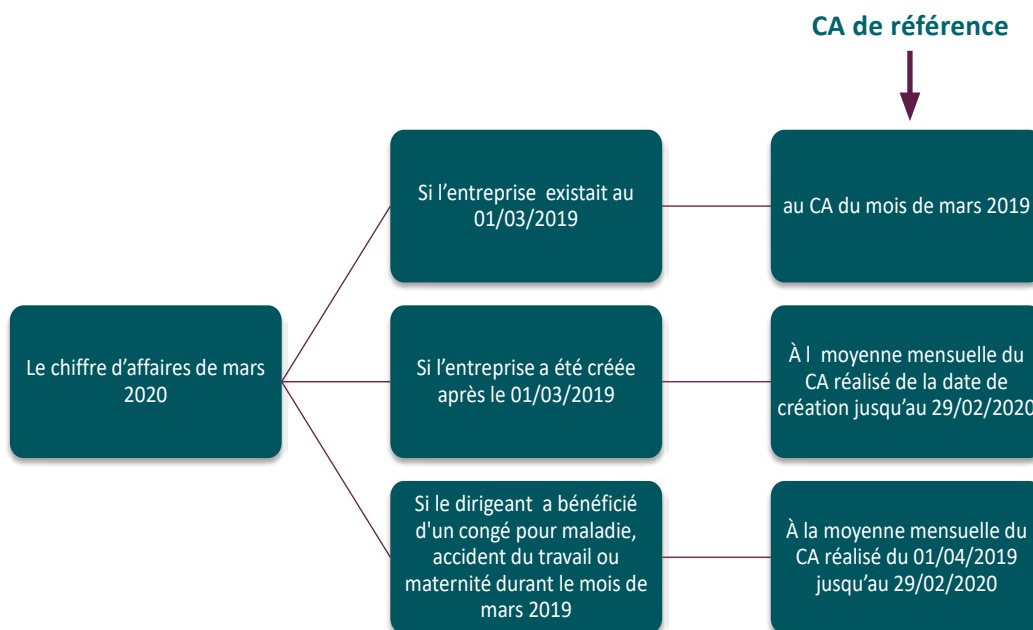 CA de référence
Si l'entreprise existait au
01/03/2019
au CA du mois de mars 2019
Le chiffre d'affaires de mars
2020
Si l'entreprise a été créée
après le 01/03/2019
À l moyenne mensuelle du
CA réalisé de la date de
création jusqu'au 29/02/2020
Si le dirigeant a bénéficié
d'un congé pour maladie,
accident du travail ou
maternité durant le mois de
mars 2019
À la moyenne mensuelle du
CA réalisé du 01/04/2019
jusqu'au 29/02/2020